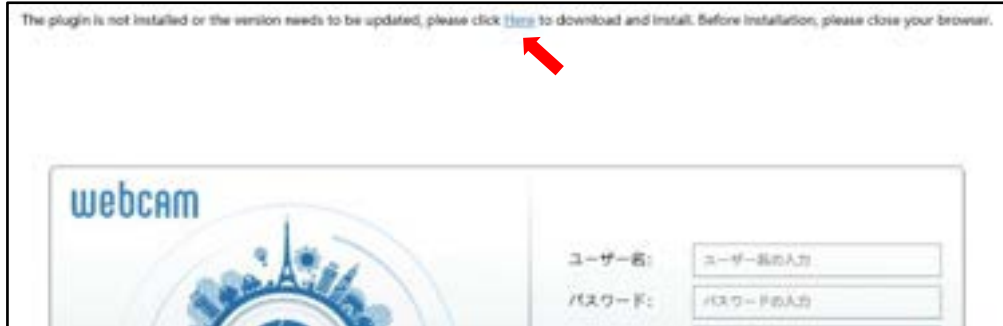 The plugin is not installed or the version needs to be updated, please click Here to download and install. Before installation, please close your browser.
webcam
ユーザー名:
ユーザー名の入力
パスワード:
パスワードの入力